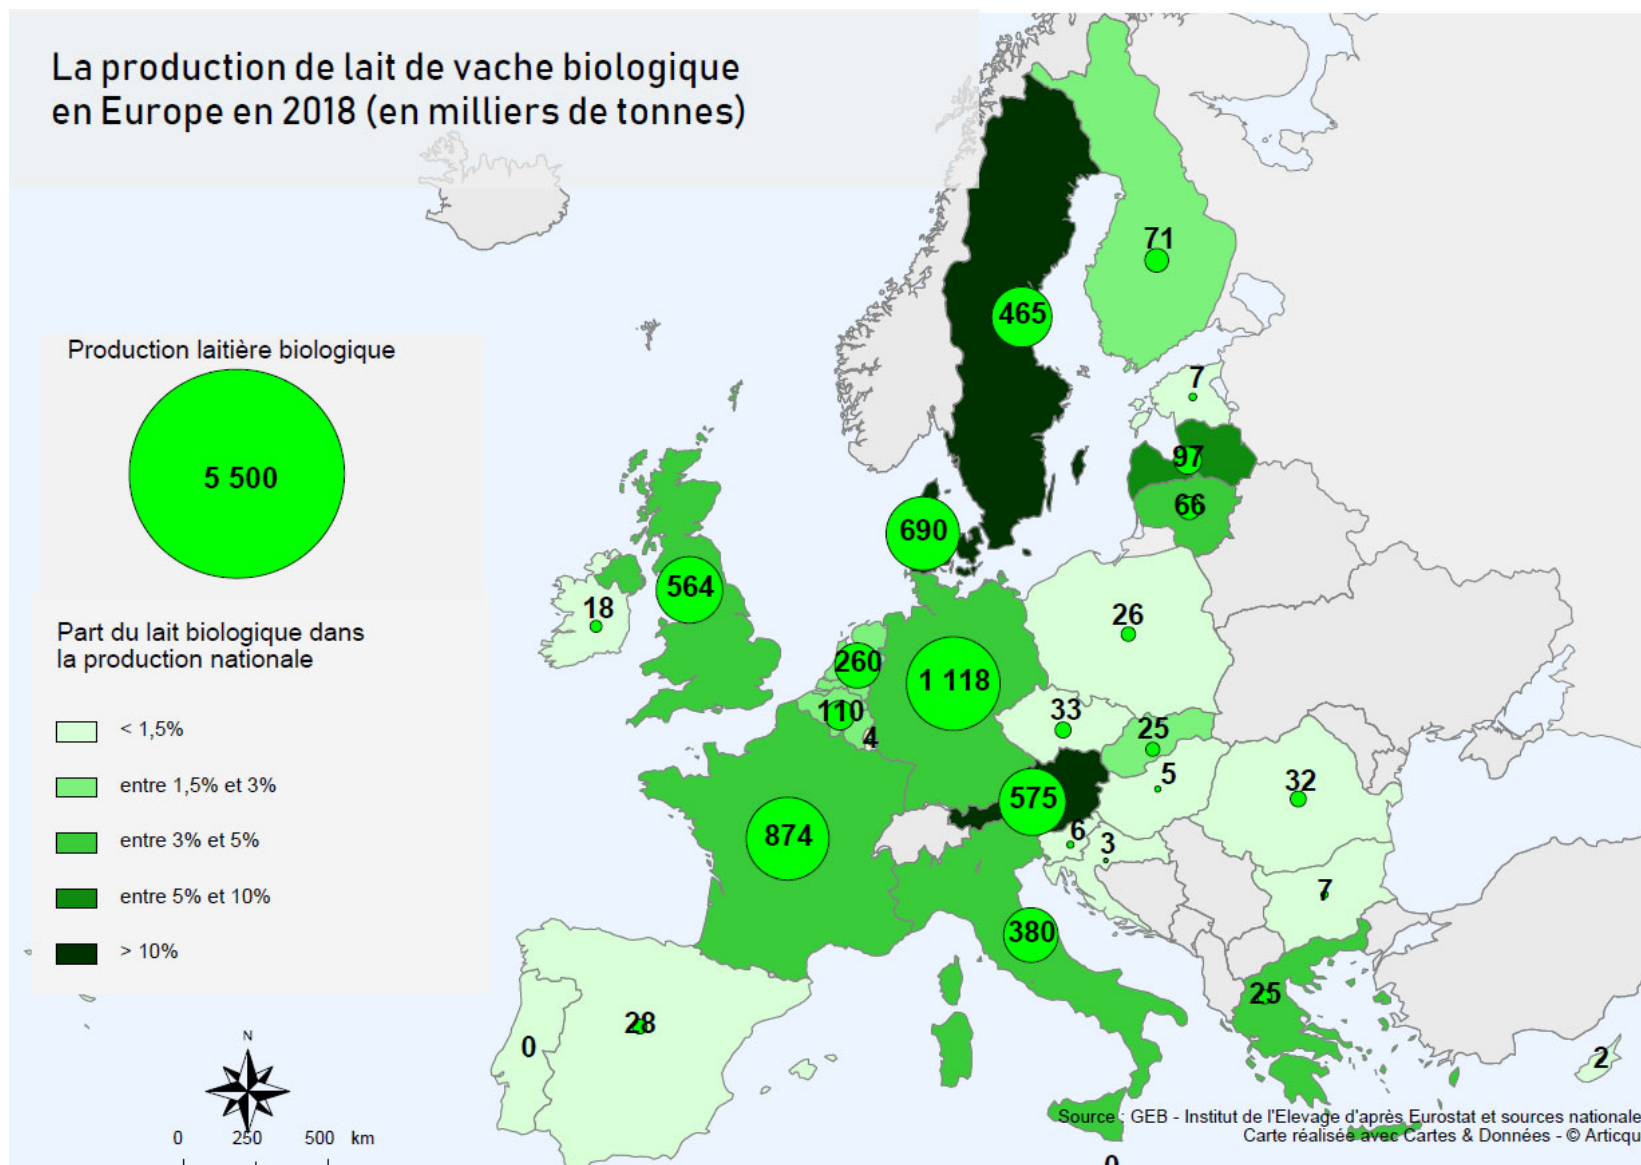 La production de lait de vache biologique
en Europe en 2018 (en milliers de tonnes)
Production laitière biologique
5 500
Part du lait biologique dans
la production nationale
< 1,5%
entre 1,5% et 3%
entre 3% et 5%
entre 5% et 10%
> 10%
71
465
7
97
66
690
564
18
26
260
1 118
110
33
4
25
5
575
32
874
6
3
7
380
25
28
0
2
N
0 250 500 km
Source : GEB - Institut de l'Elevage d'après Eurostat et sources nationale
Carte réalisée avec Cartes & Données - © Articqu
0